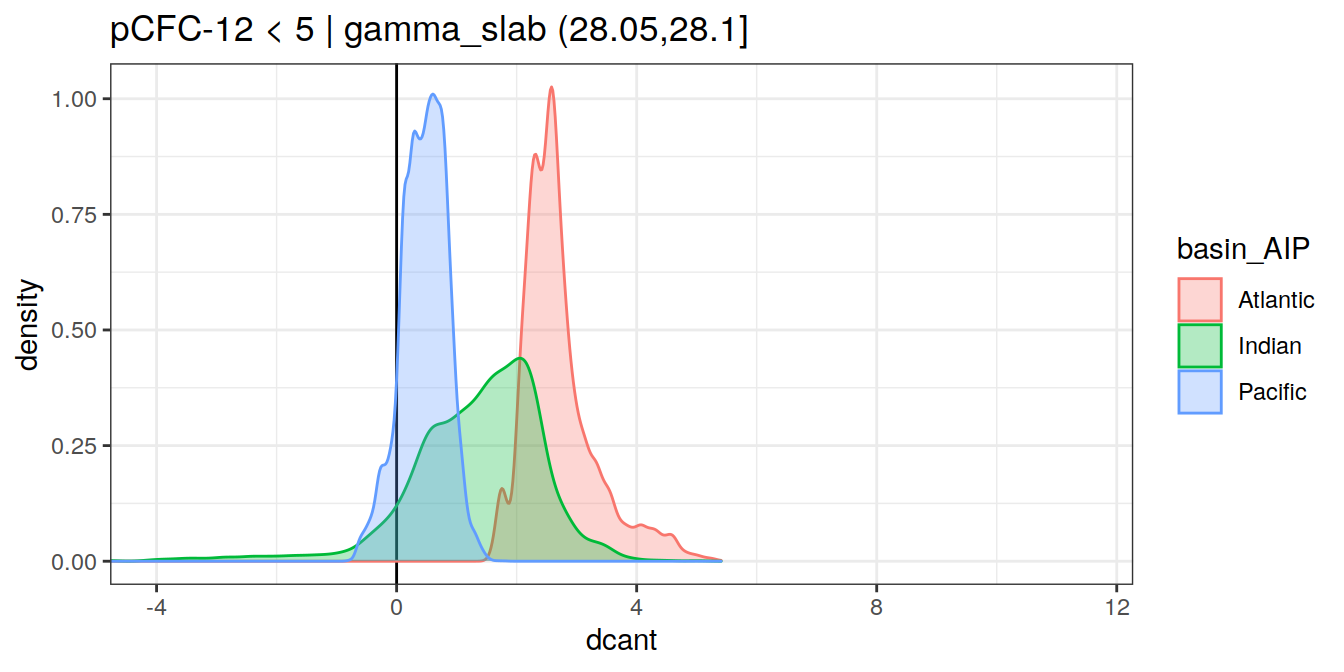 pCFC-12 < 5 | gamma_slab (28.05,28.1]
1.00
0.75
0.50
0.25
0.00
density
-4 0 4 8 12
dcant
basin_AIP
Atlantic
Indian
Pacific